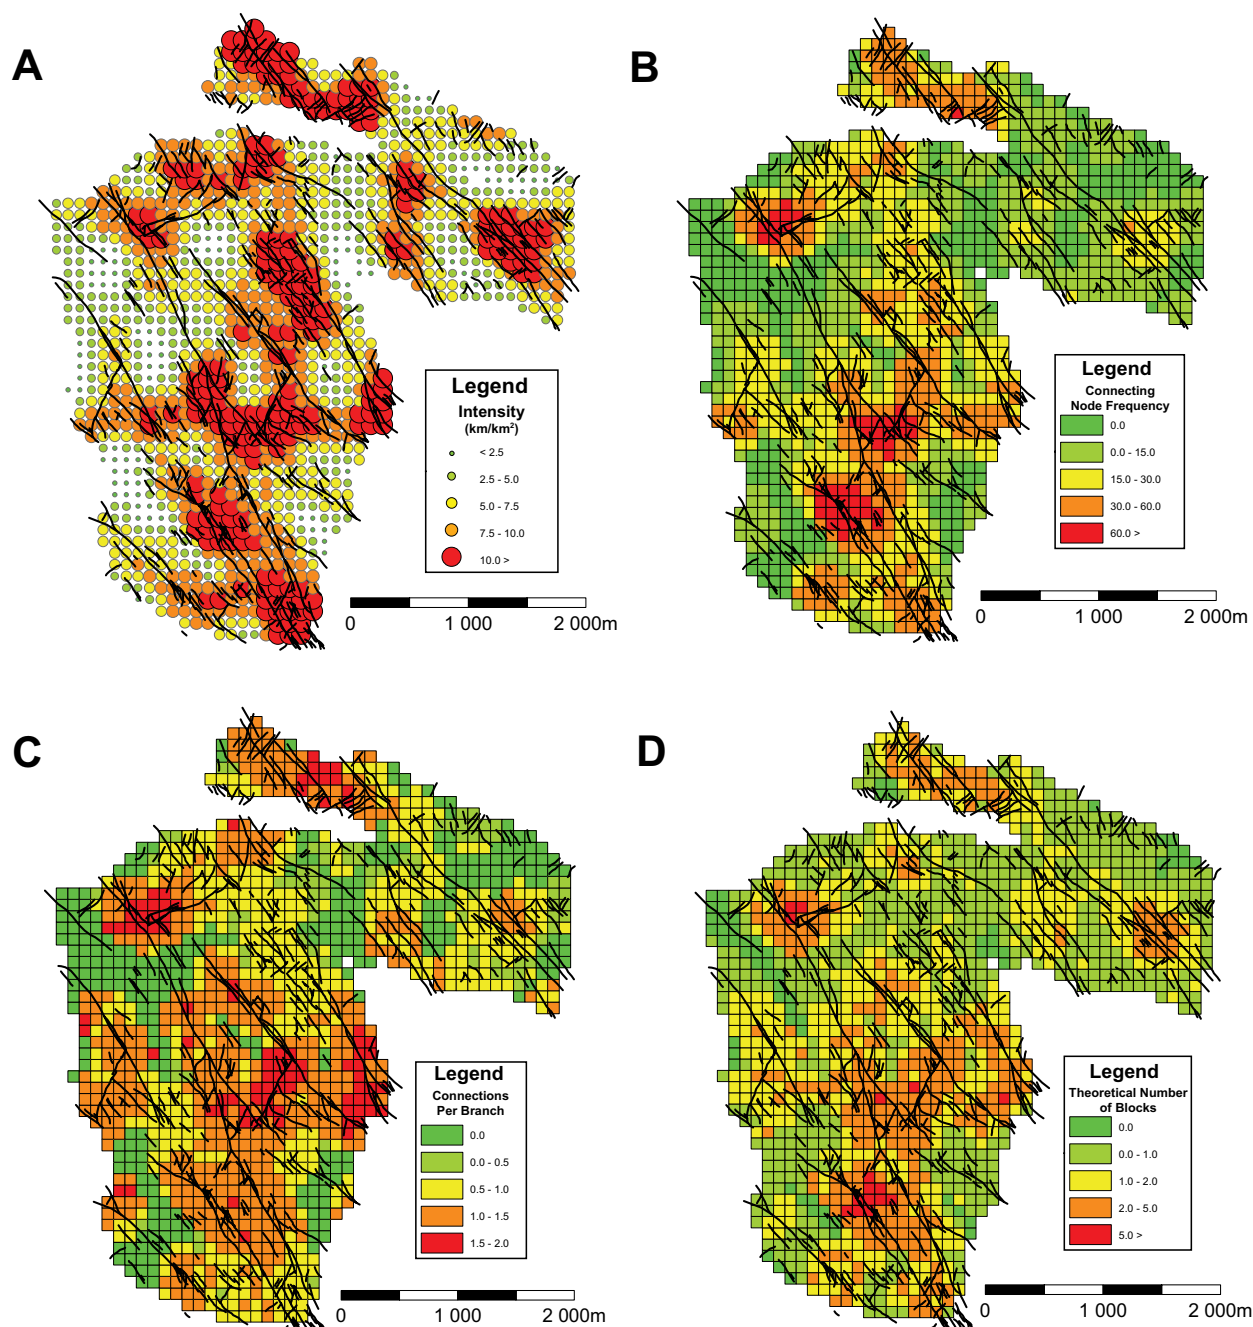 A
Legend
Intensity
(km/km²)
< 2.5
2.5 - 5.0
5.0 - 7.5
7.5 - 10.0
10.0 >
0 1 000 2 000m
B
Legend
Connecting
Node Frequency
0.0
0.0 - 15.0
15.0 - 30.0
30.0 - 60.0
60.0 >
0 1 000 2 000m
C
Legend
Connections
Per Branch
0.0
0.0 - 0.5
0.5 - 1.0
1.0 - 1.5
1.5 - 2.0
0 1 000 2 000m
D
Legend
Theoretical Number
of Blocks
0.0
0.0 - 1.0
1.0 - 2.0
2.0 - 5.0
5.0 >
0 1 000 2 000m